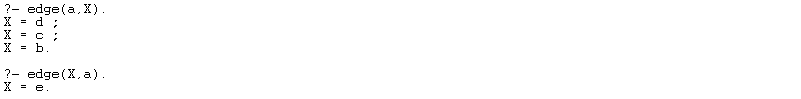 ?- edge(a,X).
X = d ;
X = c ;
X = b.

?- edge(X,a).
X = e.